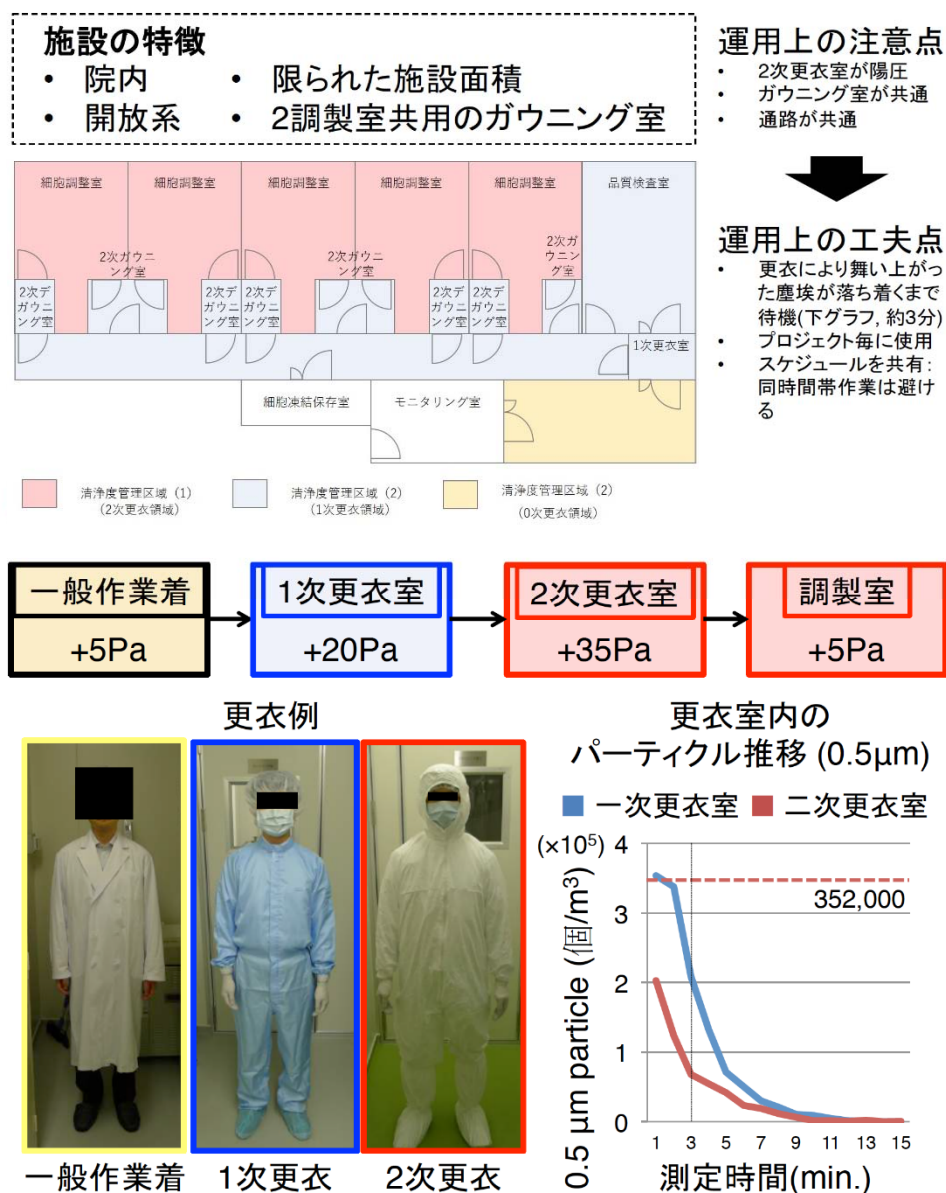 施設の特徴
• 院内 • 限られた施設面積
• 開放系 • 2調製室共用のガウニング室
運用上の注意点
• 2次更衣室が陽圧
• ガウニング室が共通
• 通路が共通
運用上の工夫点
• 更衣により舞い上がっ
た塵埃が落ち着くまで
待機(下グラフ, 約3分)
• プロジェクト毎に使用
• スケジュールを共有:
同時間帯作業は避け
る
細胞調整室 細胞調整室 細胞調整室 細胞調整室 細胞調整室 品質検査室
2次ガウニ
ング室
2次ガウニ
ング室
2次ガ
ウニン
グ室
2次デ
ガウニ
ング室
2次デ
ガウニ
ング室
2次デ
ガウニ
ング室
2次デ
ガウニ
ング室
2次デ
ガウニ
ング室
1次更衣室
細胞凍結保存室 モニタリング室
清浄度管理区域 (1)
(2次更衣領域)
清浄度管理区域 (2)
(1次更衣領域)
清浄度管理区域 (2)
(0次更衣領域)
一般作業着 1次更衣室 2次更衣室 調製室
+5Pa +20Pa +35Pa +5Pa
更衣例
一般作業着 1次更衣 2次更衣
更衣室内の
パーティクル推移 (0.5μm)
一次更衣室 二次更衣室
(×10⁵)
4
352,000
3
2
1
0
0.5 μm particle (個/m³)
1 3 5 7 9 11 13 15
測定時間(min.)